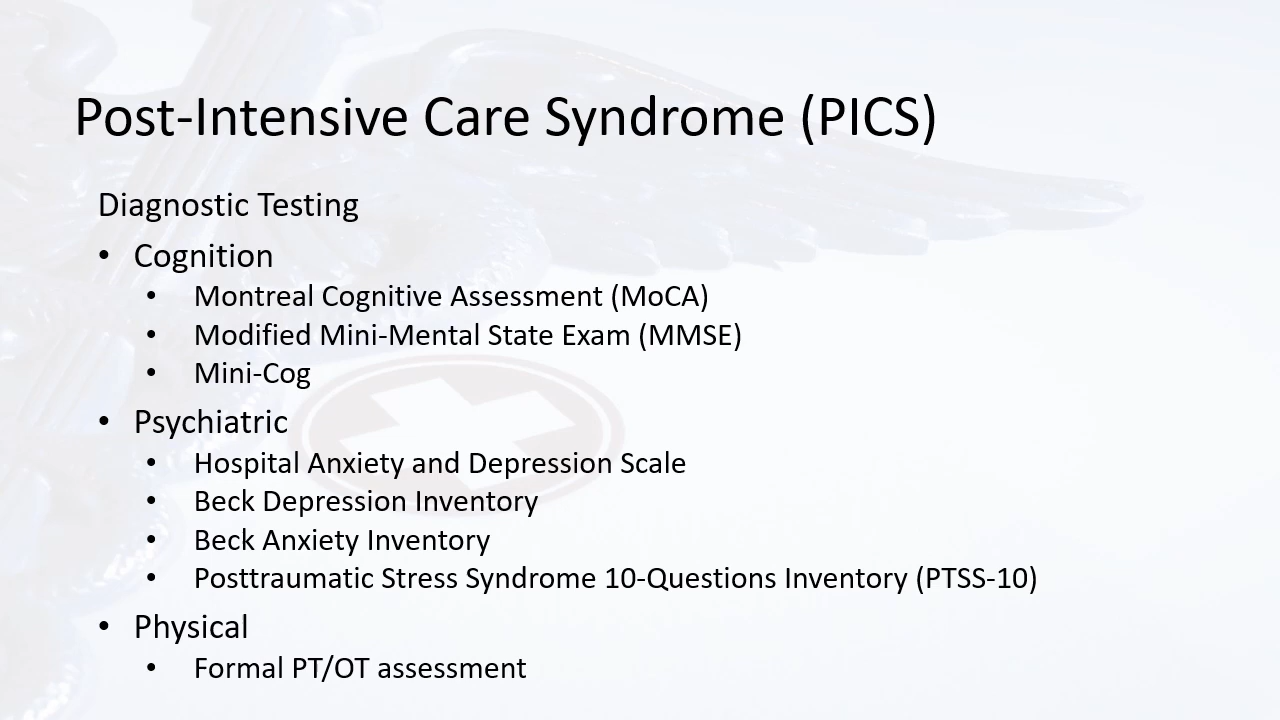 Post-Intensive Care Syndrome (PICS)
Diagnostic Testing
• Cognition
• Montreal Cognitive Assessment (MoCA)
• Modified Mini-Mental State Exam (MMSE)
• Mini-Cog
• Psychiatric
• Hospital Anxiety and Depression Scale
• Beck Depression Inventory
• Beck Anxiety Inventory
• Posttraumatic Stress Syndrome 10-Questions Inventory (PTSS-10)
• Physical
• Formal PT/OT assessment